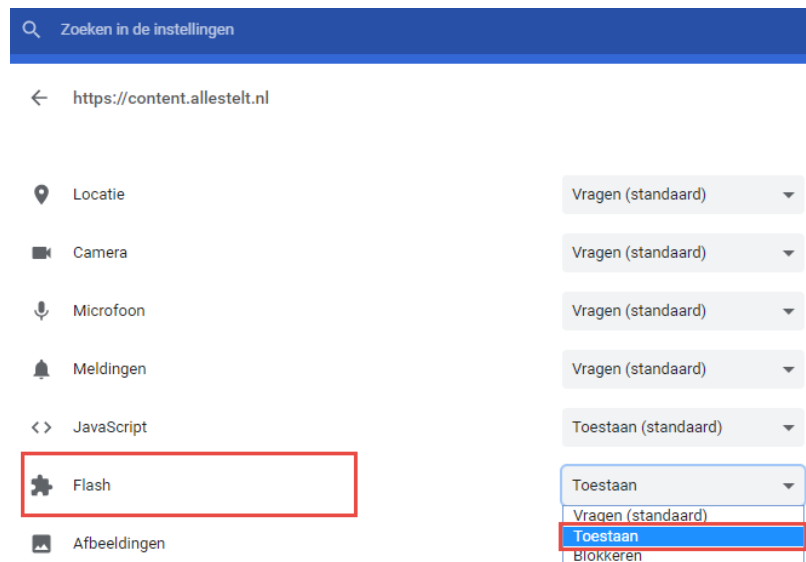 Zoeken in de instellingen
https://content.allestelt.nl
Locatie Vragen (standaard)
Camera Vragen (standaard)
Microfoon Vragen (standaard)
Meldingen Vragen (standaard)
JavaScript Toestaan (standaard)
Flash Toestaan
Vragen (standaard)
Afbeeldingen Toestaan
Blokkeren